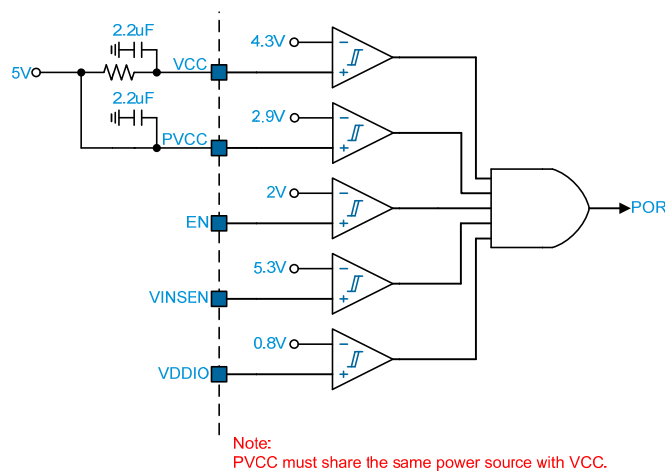 2.2uF
4.3V
5V
VCC
2.2uF
2.9V
PVCC
2V
EN
POR
5.3V
VINSEN
0.8V
VDDIO
Note:
PVCC must share the same power source with VCC.